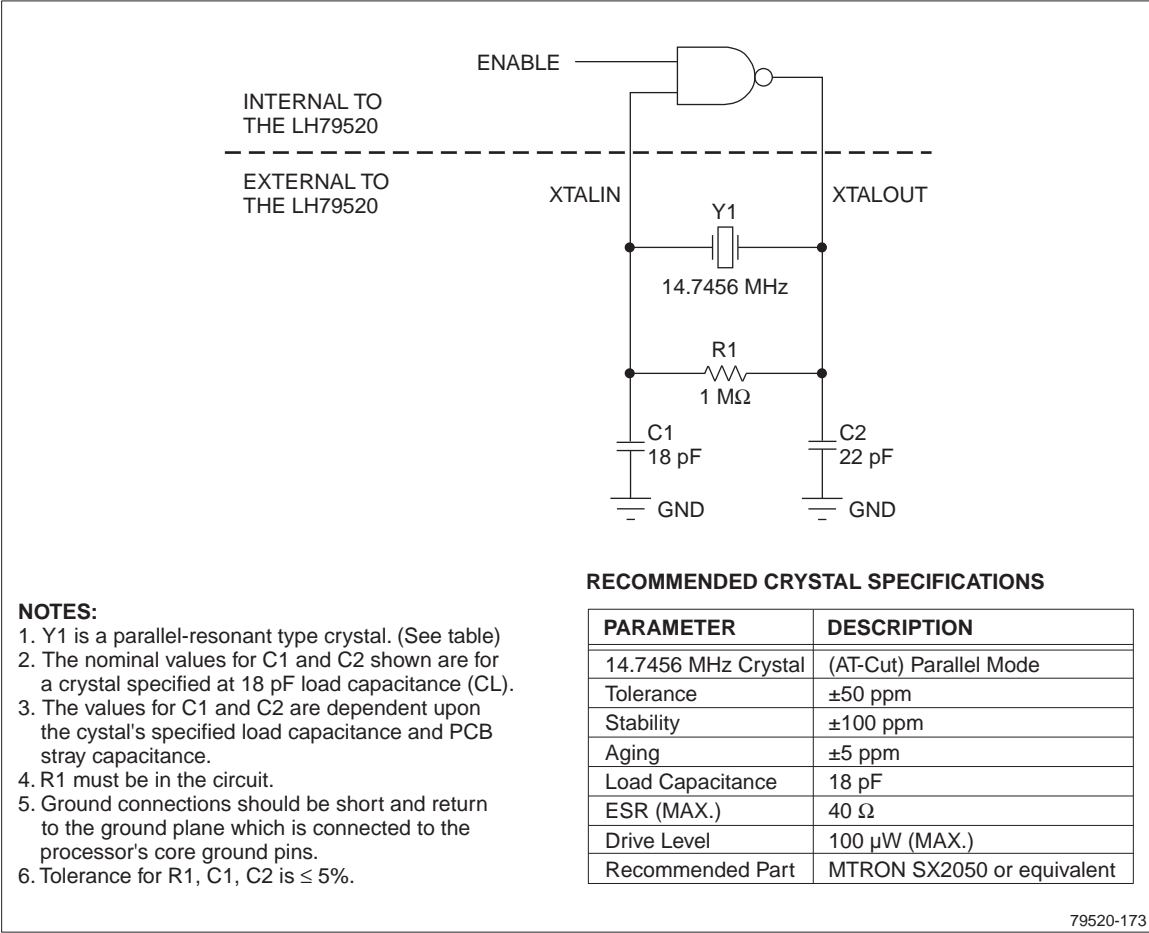 ENABLE
INTERNAL TO
THE LH79520
EXTERNAL TO
THE LH79520
XTALIN
XTALOUT
Y1
14.7456 MHz
R1
1 MΩ
C1
18 pF
C2
22 pF
GND
GND
NOTES:
1. Y1 is a parallel-resonant type crystal. (See table)
2. The nominal values for C1 and C2 shown are for
a crystal specified at 18 pF load capacitance (CL).
3. The values for C1 and C2 are dependent upon
the cystal's specified load capacitance and PCB
stray capacitance.
4. R1 must be in the circuit.
5. Ground connections should be short and return
to the ground plane which is connected to the
processor's core ground pins.
6. Tolerance for R1, C1, C2 is ≤ 5%.
RECOMMENDED CRYSTAL SPECIFICATIONS
PARAMETER DESCRIPTION
14.7456 MHz Crystal (AT-Cut) Parallel Mode
Tolerance ±50 ppm
Stability ±100 ppm
Aging ±5 ppm
Load Capacitance 18 pF
ESR (MAX.) 40 Ω
Drive Level 100 µW (MAX.)
Recommended Part MTRON SX2050 or equivalent
79520-173